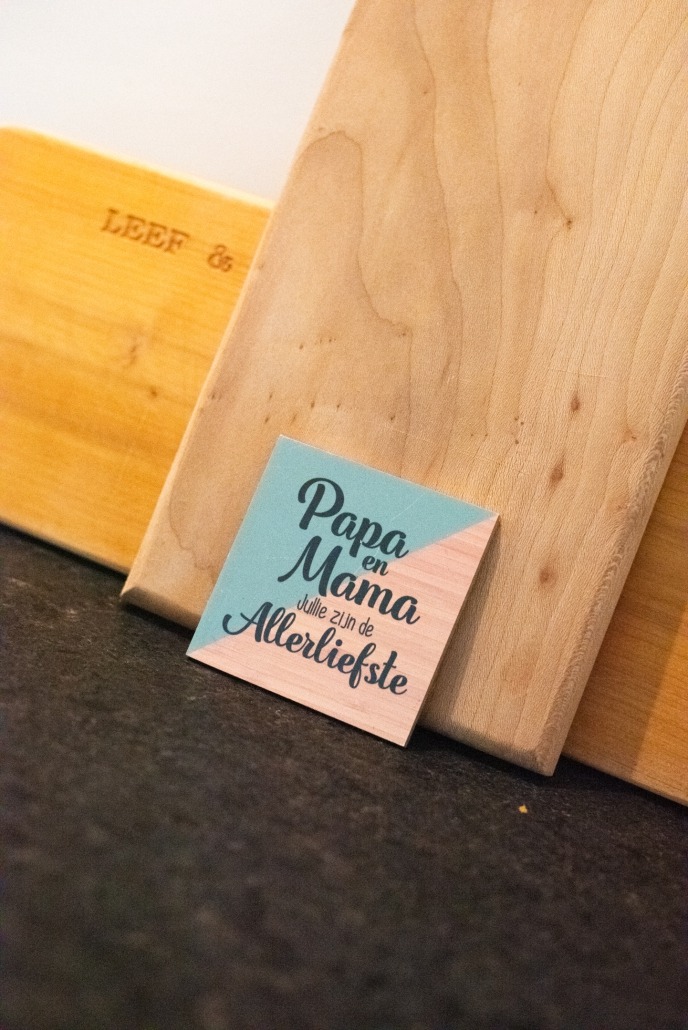 LEEF &
Papa
en
Mama
Jullie zijn de
Allerliefste